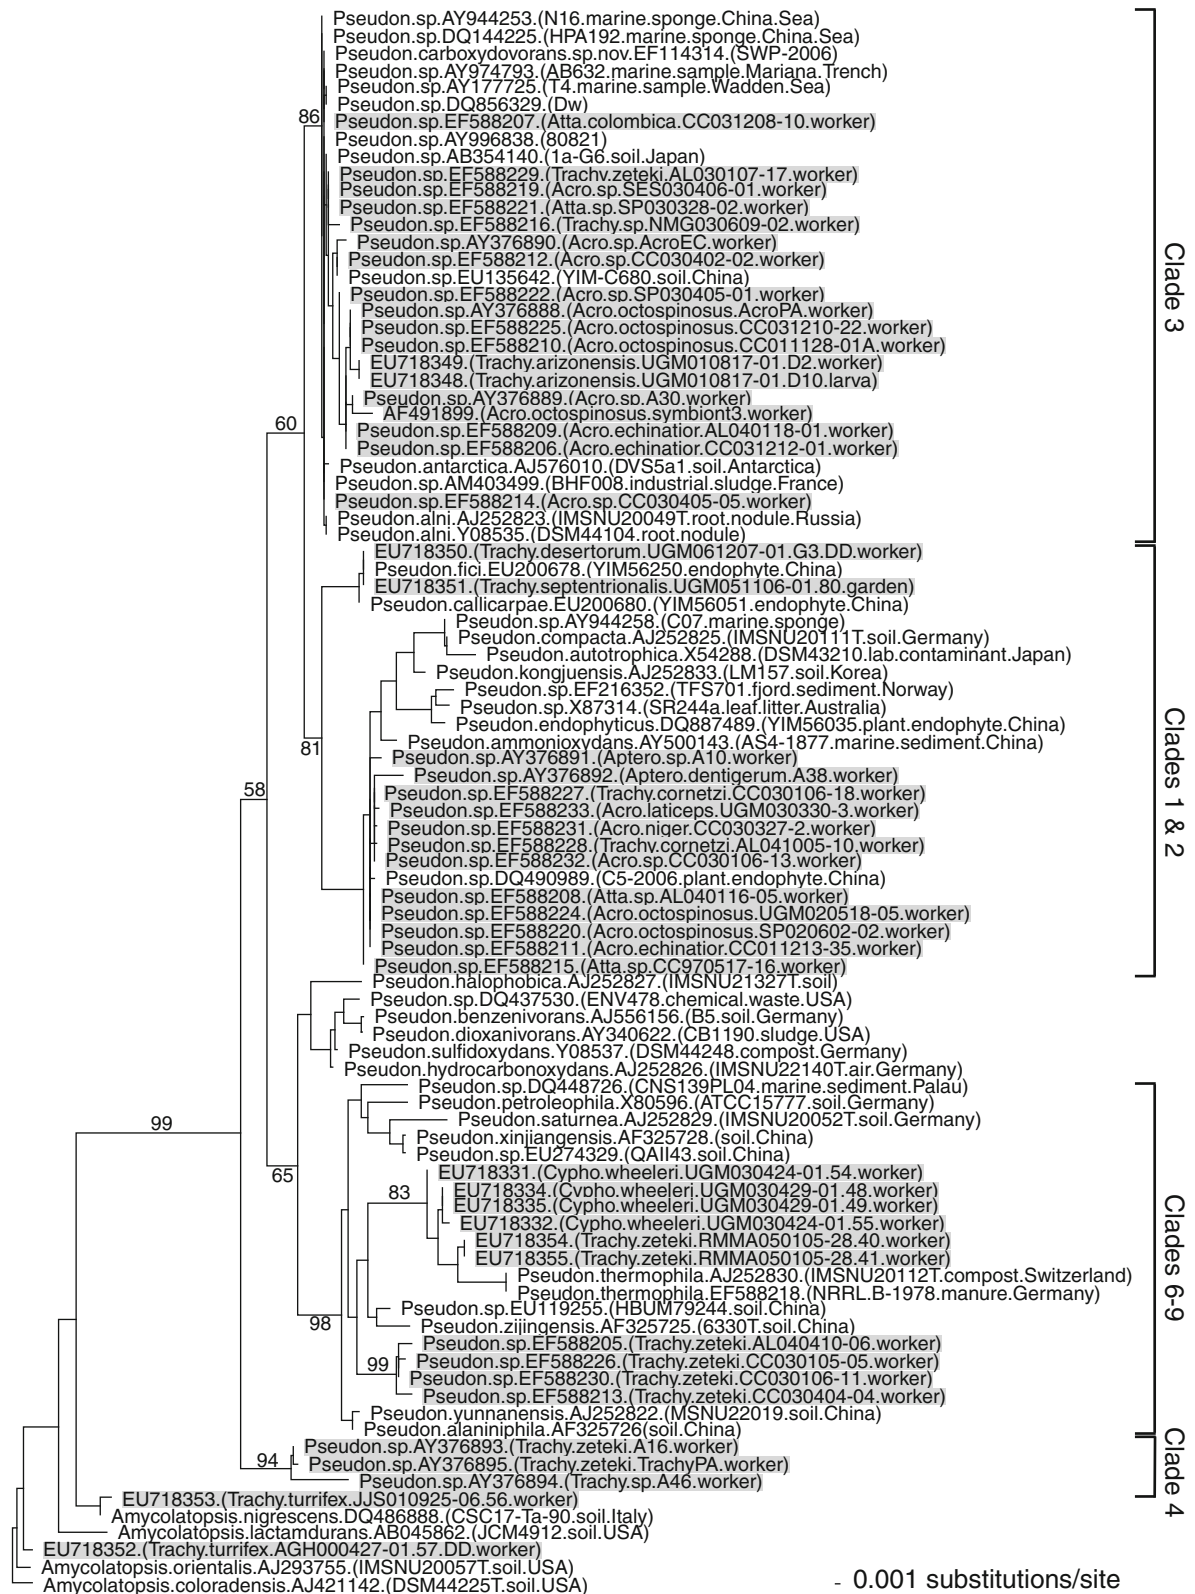 Pseudon.sp.AY944253.(N16.marine.sponge.China.Sea)
Pseudon.sp.DQ144225.(HPA192.marine.sponge.China.Sea)
Pseudon.carboxydovorans.sp.nov.EF114314.(SWP-2006)
Pseudon.sp.AY974793.(AB632.marine.sample.Mariana.Trench)
Pseudon.sp.AY177725.(T4.marine.sample.Wadden.Sea)
Pseudon.sp.DQ856329.(Dw)
86
Pseudon.sp.EF588207.(Atta.colombica.CC031208-10.worker)
Pseudon.sp.AY996838.(80821)
Pseudon.sp.AB354140.(1a-G6.soil.Japan)
Pseudon.sp.EF588229.(Trachy.zeteki.AL030107-17.worker)
Pseudon.sp.EF588219.(Acro.sp.SES030406-01.worker)
Pseudon.sp.EF588221.(Atta.sp.SP030328-02.worker)
Pseudon.sp.EF588216.(Trachy.sp.NMG030609-02.worker)
Pseudon.sp.AY376890.(Acro.sp.AcroEC.worker)
Pseudon.sp.EF588212.(Acro.sp.CC030402-02.worker)
Pseudon.sp.EU135642.(YIM-C680.soil.China)
Pseudon.sp.EF588222.(Acro.sp.SP030405-01.worker)
Pseudon.sp.AY376888.(Acro.octospinosus.AcroPA.worker)
Pseudon.sp.EF588225.(Acro.octospinosus.CC031210-22.worker)
Pseudon.sp.EF588210.(Acro.octospinosus.CC011128-01A.worker)
EU718349.(Trachy.arizonensis.UGM010817-01.D2.worker)
EU718348.(Trachy.arizonensis.UGM010817-01.D10.larva)
Pseudon.sp.AY376889.(Acro.sp.A30.worker)
AF491899.(Acro.octospinosus.symbiont3.worker)
60
Pseudon.sp.EF588209.(Acro.echinatior.AL040118-01.worker)
Pseudon.sp.EF588206.(Acro.echinatior.CC031212-01.worker)
Pseudon.antarctica.AJ576010.(DVS5a1.soil.Antarctica)
Pseudon.sp.AM403499.(BHF008.industrial.sludge.France)
Pseudon.sp.EF588214.(Acro.sp.CC030405-05.worker)
Pseudon.alni.AJ252823.(IMSNU20049T.root.nodule.Russia)
Pseudon.alni.Y08535.(DSM44104.root.nodule)
Clade 3
EU718350.(Trachy.desertorum.UGM061207-01.G3.DD.worker)
Pseudon.fici.EU200678.(YIM56250.endophyte.China)
EU718351.(Trachy.septentrionalis.UGM051106-01.80.garden)
Pseudon.callicarpae.EU200680.(YIM56051.endophyte.China)
Pseudon.sp.AY944258.(C07.marine.sponge)
Pseudon.compacta.AJ252825.(IMSNU20111T.soil.Germany)
Pseudon.autotrophica.X54288.(DSM43210.lab.contaminant.Japan)
Pseudon.kongjuensis.AJ252833.(LM157.soil.Korea)
Pseudon.sp.EF216352.(TFS701.fjord.sediment.Norway)
Pseudon.sp.X87314.(SR244a.leaf.litter.Australia)
Pseudon.endophyticus.DQ887489.(YIM56035.plant.endophyte.China)
Pseudon.ammonioxydans.AY500143.(AS4-1877.marine.sediment.China)
81
Pseudon.sp.AY376891.(Aptero.sp.A10.worker)
Pseudon.sp.AY376892.(Aptero.dentigerum.A38.worker)
58
Pseudon.sp.EF588227.(Trachy.cornetzi.CC030106-18.worker)
Pseudon.sp.EF588233.(Acro.laticeps.UGM030330-3.worker)
Pseudon.sp.EF588231.(Acro.niger.CC030327-2.worker)
Pseudon.sp.EF588228.(Trachy.cornetzi.AL041005-10.worker)
Pseudon.sp.EF588232.(Acro.sp.CC030106-13.worker)
Pseudon.sp.DQ490989.(C5-2006.plant.endophyte.China)
Pseudon.sp.EF588208.(Atta.sp.AL040116-05.worker)
Pseudon.sp.EF588224.(Acro.octospinosus.UGM020518-05.worker)
Pseudon.sp.EF588220.(Acro.octospinosus.SP020602-02.worker)
Pseudon.sp.EF588211.(Acro.echinatior.CC011213-35.worker)
Pseudon.sp.EF588215.(Atta.sp.CC970517-16.worker)
Clades 1 & 2
Pseudon.halophobica.AJ252827.(IMSNU21327T.soil)
Pseudon.sp.DQ437530.(ENV478.chemical.waste.USA)
Pseudon.benzenivorans.AJ556156.(B5.soil.Germany)
Pseudon.dioxanivorans.AY340622.(CB1190.sludge.USA)
Pseudon.sulfidoxydans.Y08537.(DSM44248.compost.Germany)
Pseudon.hydrocarbonoxydans.AJ252826.(IMSNU22140T.air.Germany)
Pseudon.sp.DQ448726.(CNS139PL04.marine.sediment.Palau)
Pseudon.petroleophila.X80596.(ATCC15777.soil.Germany)
Pseudon.saturnea.AJ252829.(IMSNU20052T.soil.Germany)
99
Pseudon.xinjiangensis.AF325728.(soil.China)
Pseudon.sp.EU274329.(QAII43.soil.China)
65
EU718331.(Cypho.wheeleri.UGM030424-01.54.worker)
83
EU718334.(Cypho.wheeleri.UGM030429-01.48.worker)
EU718335.(Cypho.wheeleri.UGM030429-01.49.worker)
EU718332.(Cypho.wheeleri.UGM030424-01.55.worker)
EU718354.(Trachy.zeteki.RMMA050105-28.40.worker)
EU718355.(Trachy.zeteki.RMMA050105-28.41.worker)
Pseudon.thermophila.AJ252830.(IMSNU20112T.compost.Switzerland)
Pseudon.thermophila.EF588218.(NRRL.B-1978.manure.Germany)
Pseudon.sp.EU119255.(HBUM79244.soil.China)
98
Pseudon.zijingensis.AF325725.(6330T.soil.China)
Pseudon.sp.EF588205.(Trachy.zeteki.AL040410-06.worker)
99
Pseudon.sp.EF588226.(Trachy.zeteki.CC030105-05.worker)
Pseudon.sp.EF588230.(Trachy.zeteki.CC030106-11.worker)
Pseudon.sp.EF588213.(Trachy.zeteki.CC030404-04.worker)
Pseudon.yunnanensis.AJ252822.(MSNU22019.soil.China)
Pseudon.alaniniphila.AF325726(soil.China)
Clades 6-9
Pseudon.sp.AY376893.(Trachy.zeteki.A16.worker)
94
Pseudon.sp.AY376895.(Trachy.zeteki.TrachyPA.worker)
Pseudon.sp.AY376894.(Trachy.sp.A46.worker)
Clade 4
EU718353.(Trachy.turrifex.JJS010925-06.56.worker)
Amycolatopsis.nigrescens.DQ486888.(CSC17-Ta-90.soil.Italy)
Amycolatopsis.lactamdurans.AB045862.(JCM4912.soil.USA)
EU718352.(Trachy.turrifex.AGH000427-01.57.DD.worker)
Amycolatopsis.orientalis.AJ293755.(IMSNU20057T.soil.USA)
Amycolatopsis.coloradensis.AJ421142.(DSM44225T.soil.USA)
0.001 substitutions/site